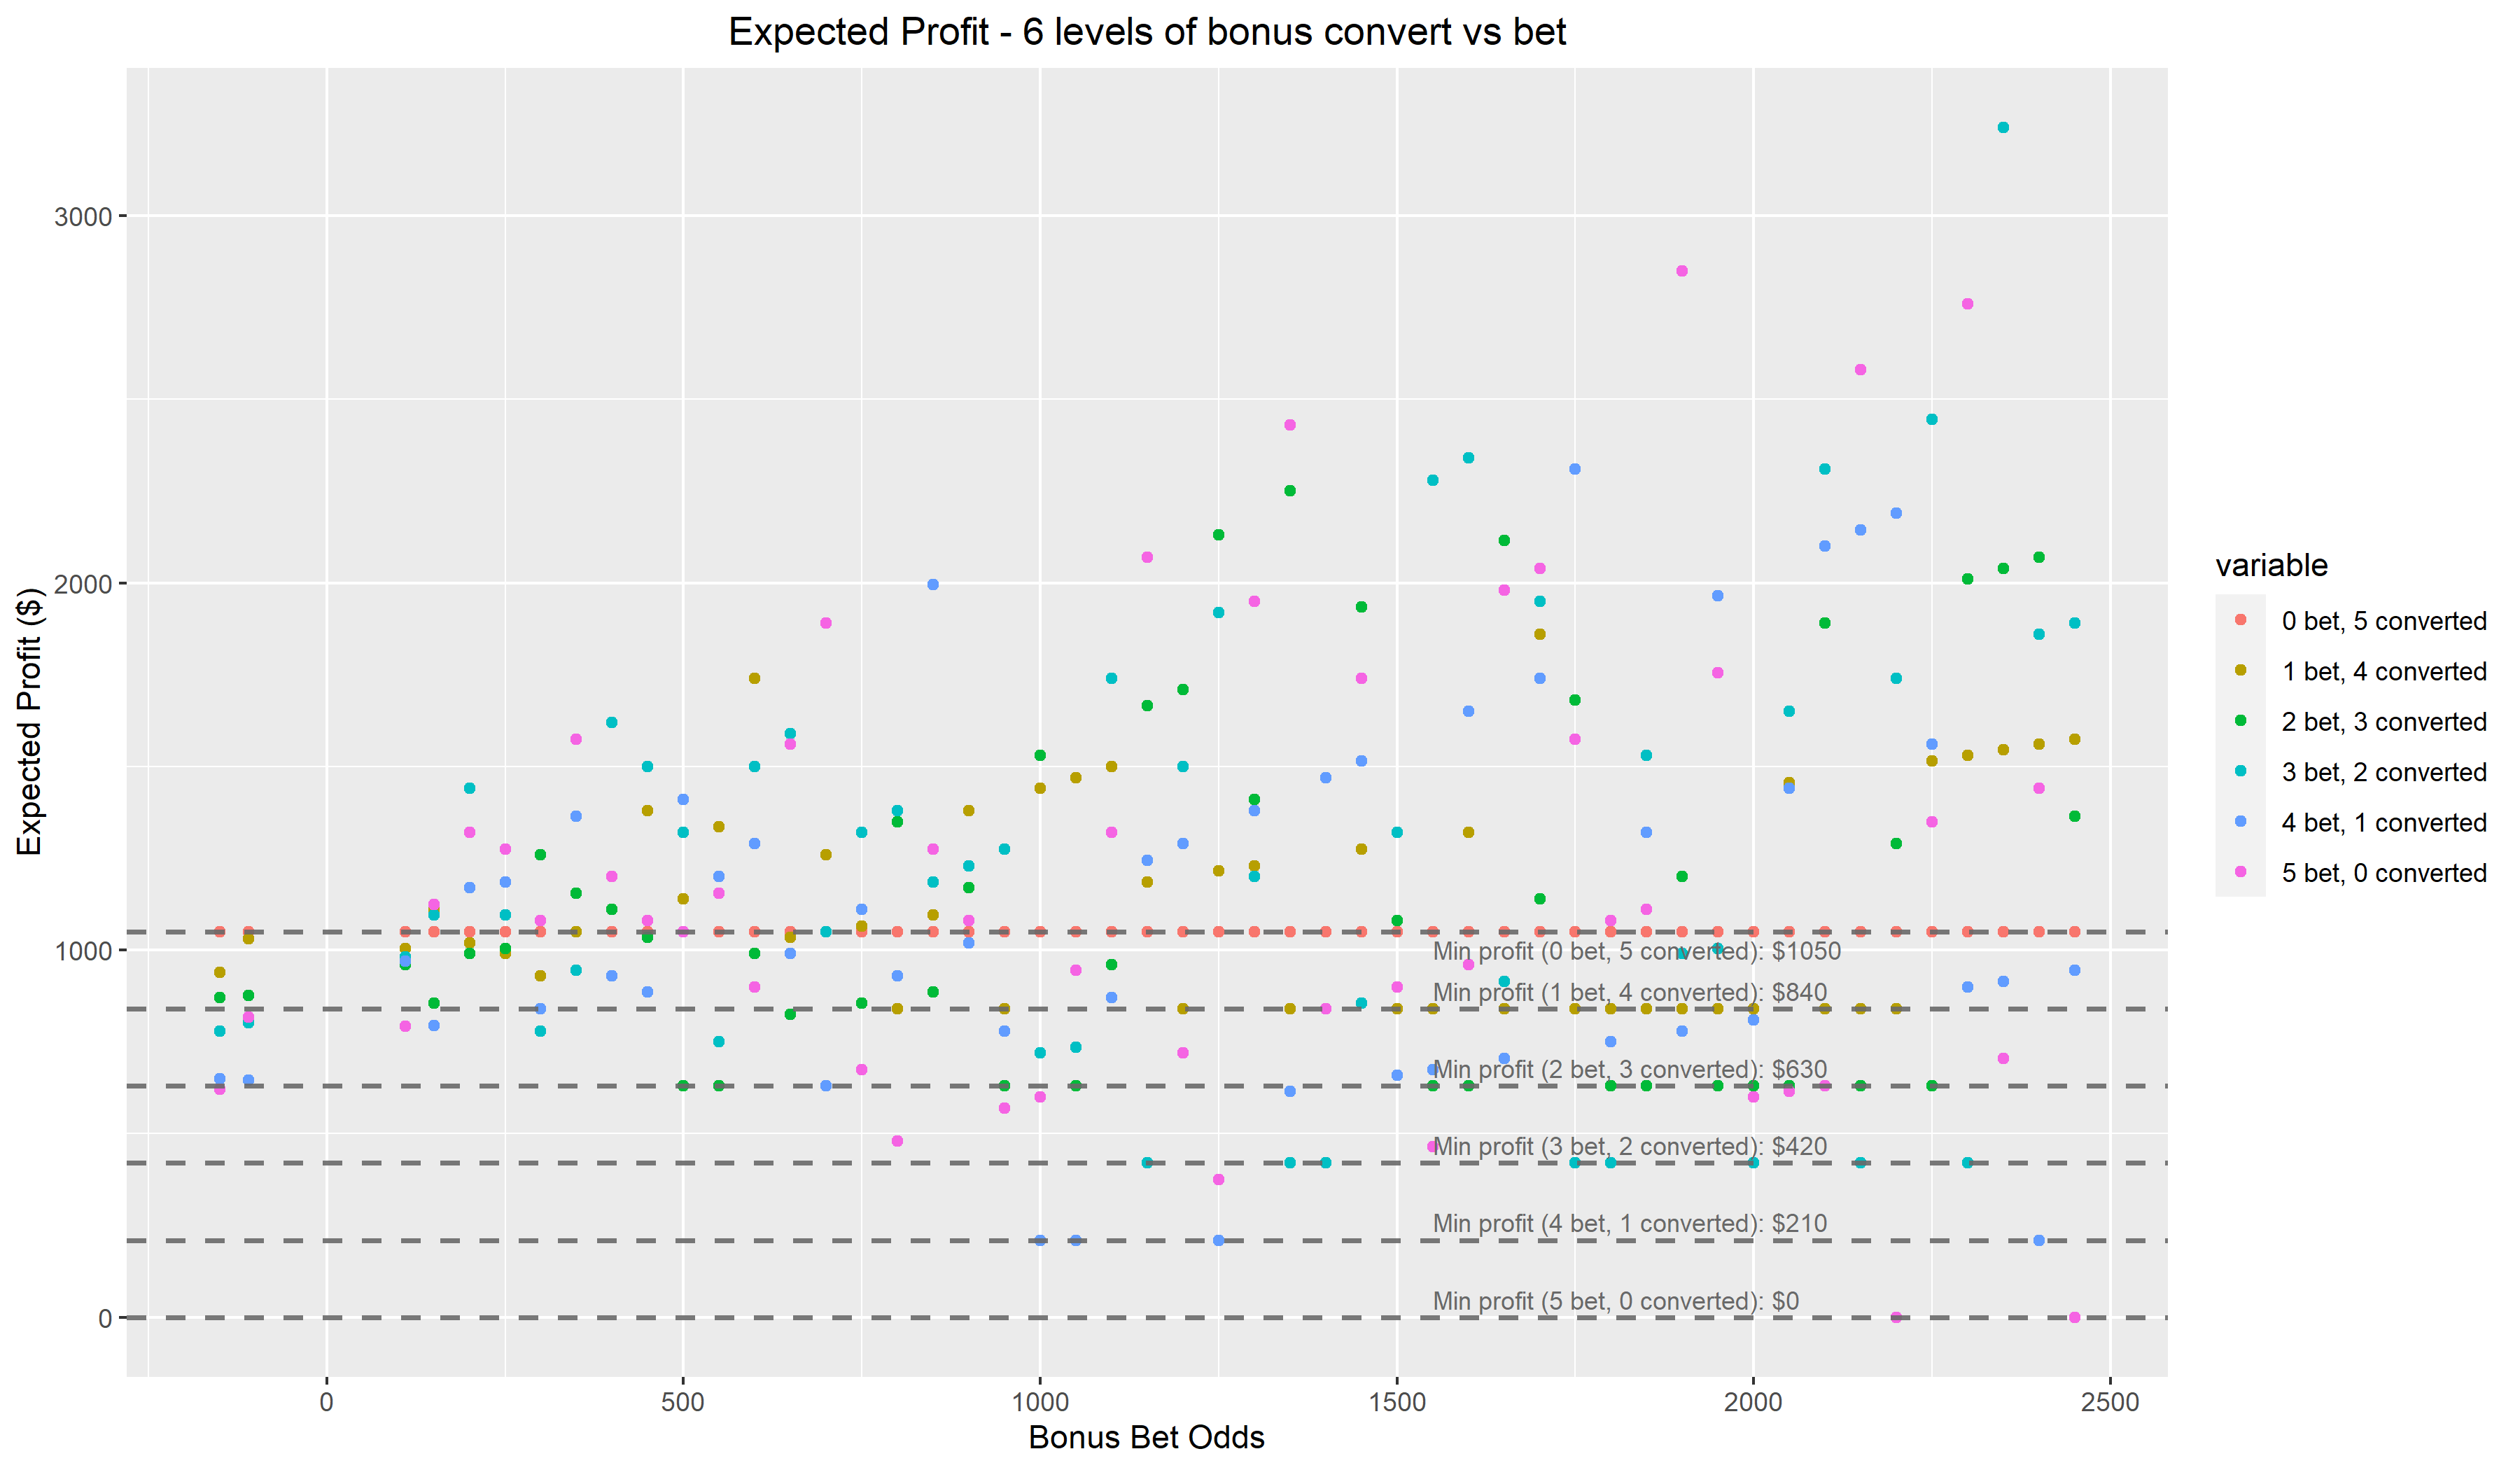 Expected Profit - 6 levels of bonus convert vs bet
Expected Profit ($)
3000
2000
1000
0
Min profit (0 bet, 5 converted): $1050
Min profit (1 bet, 4 converted): $840
Min profit (2 bet, 3 converted): $630
Min profit (3 bet, 2 converted): $420
Min profit (4 bet, 1 converted): $210
Min profit (5 bet, 0 converted): $0
0 500 1000 1500 2000 2500
Bonus Bet Odds
variable
0 bet, 5 converted
1 bet, 4 converted
2 bet, 3 converted
3 bet, 2 converted
4 bet, 1 converted
5 bet, 0 converted